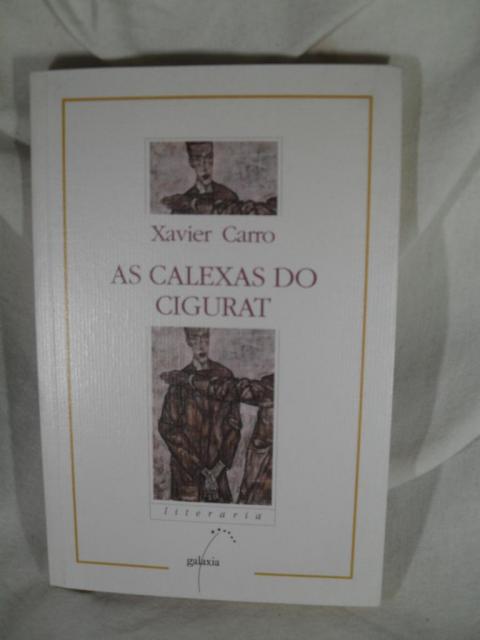 Xavier Carro
AS CALEXAS DO
CIGURAT
literaria
galaxia